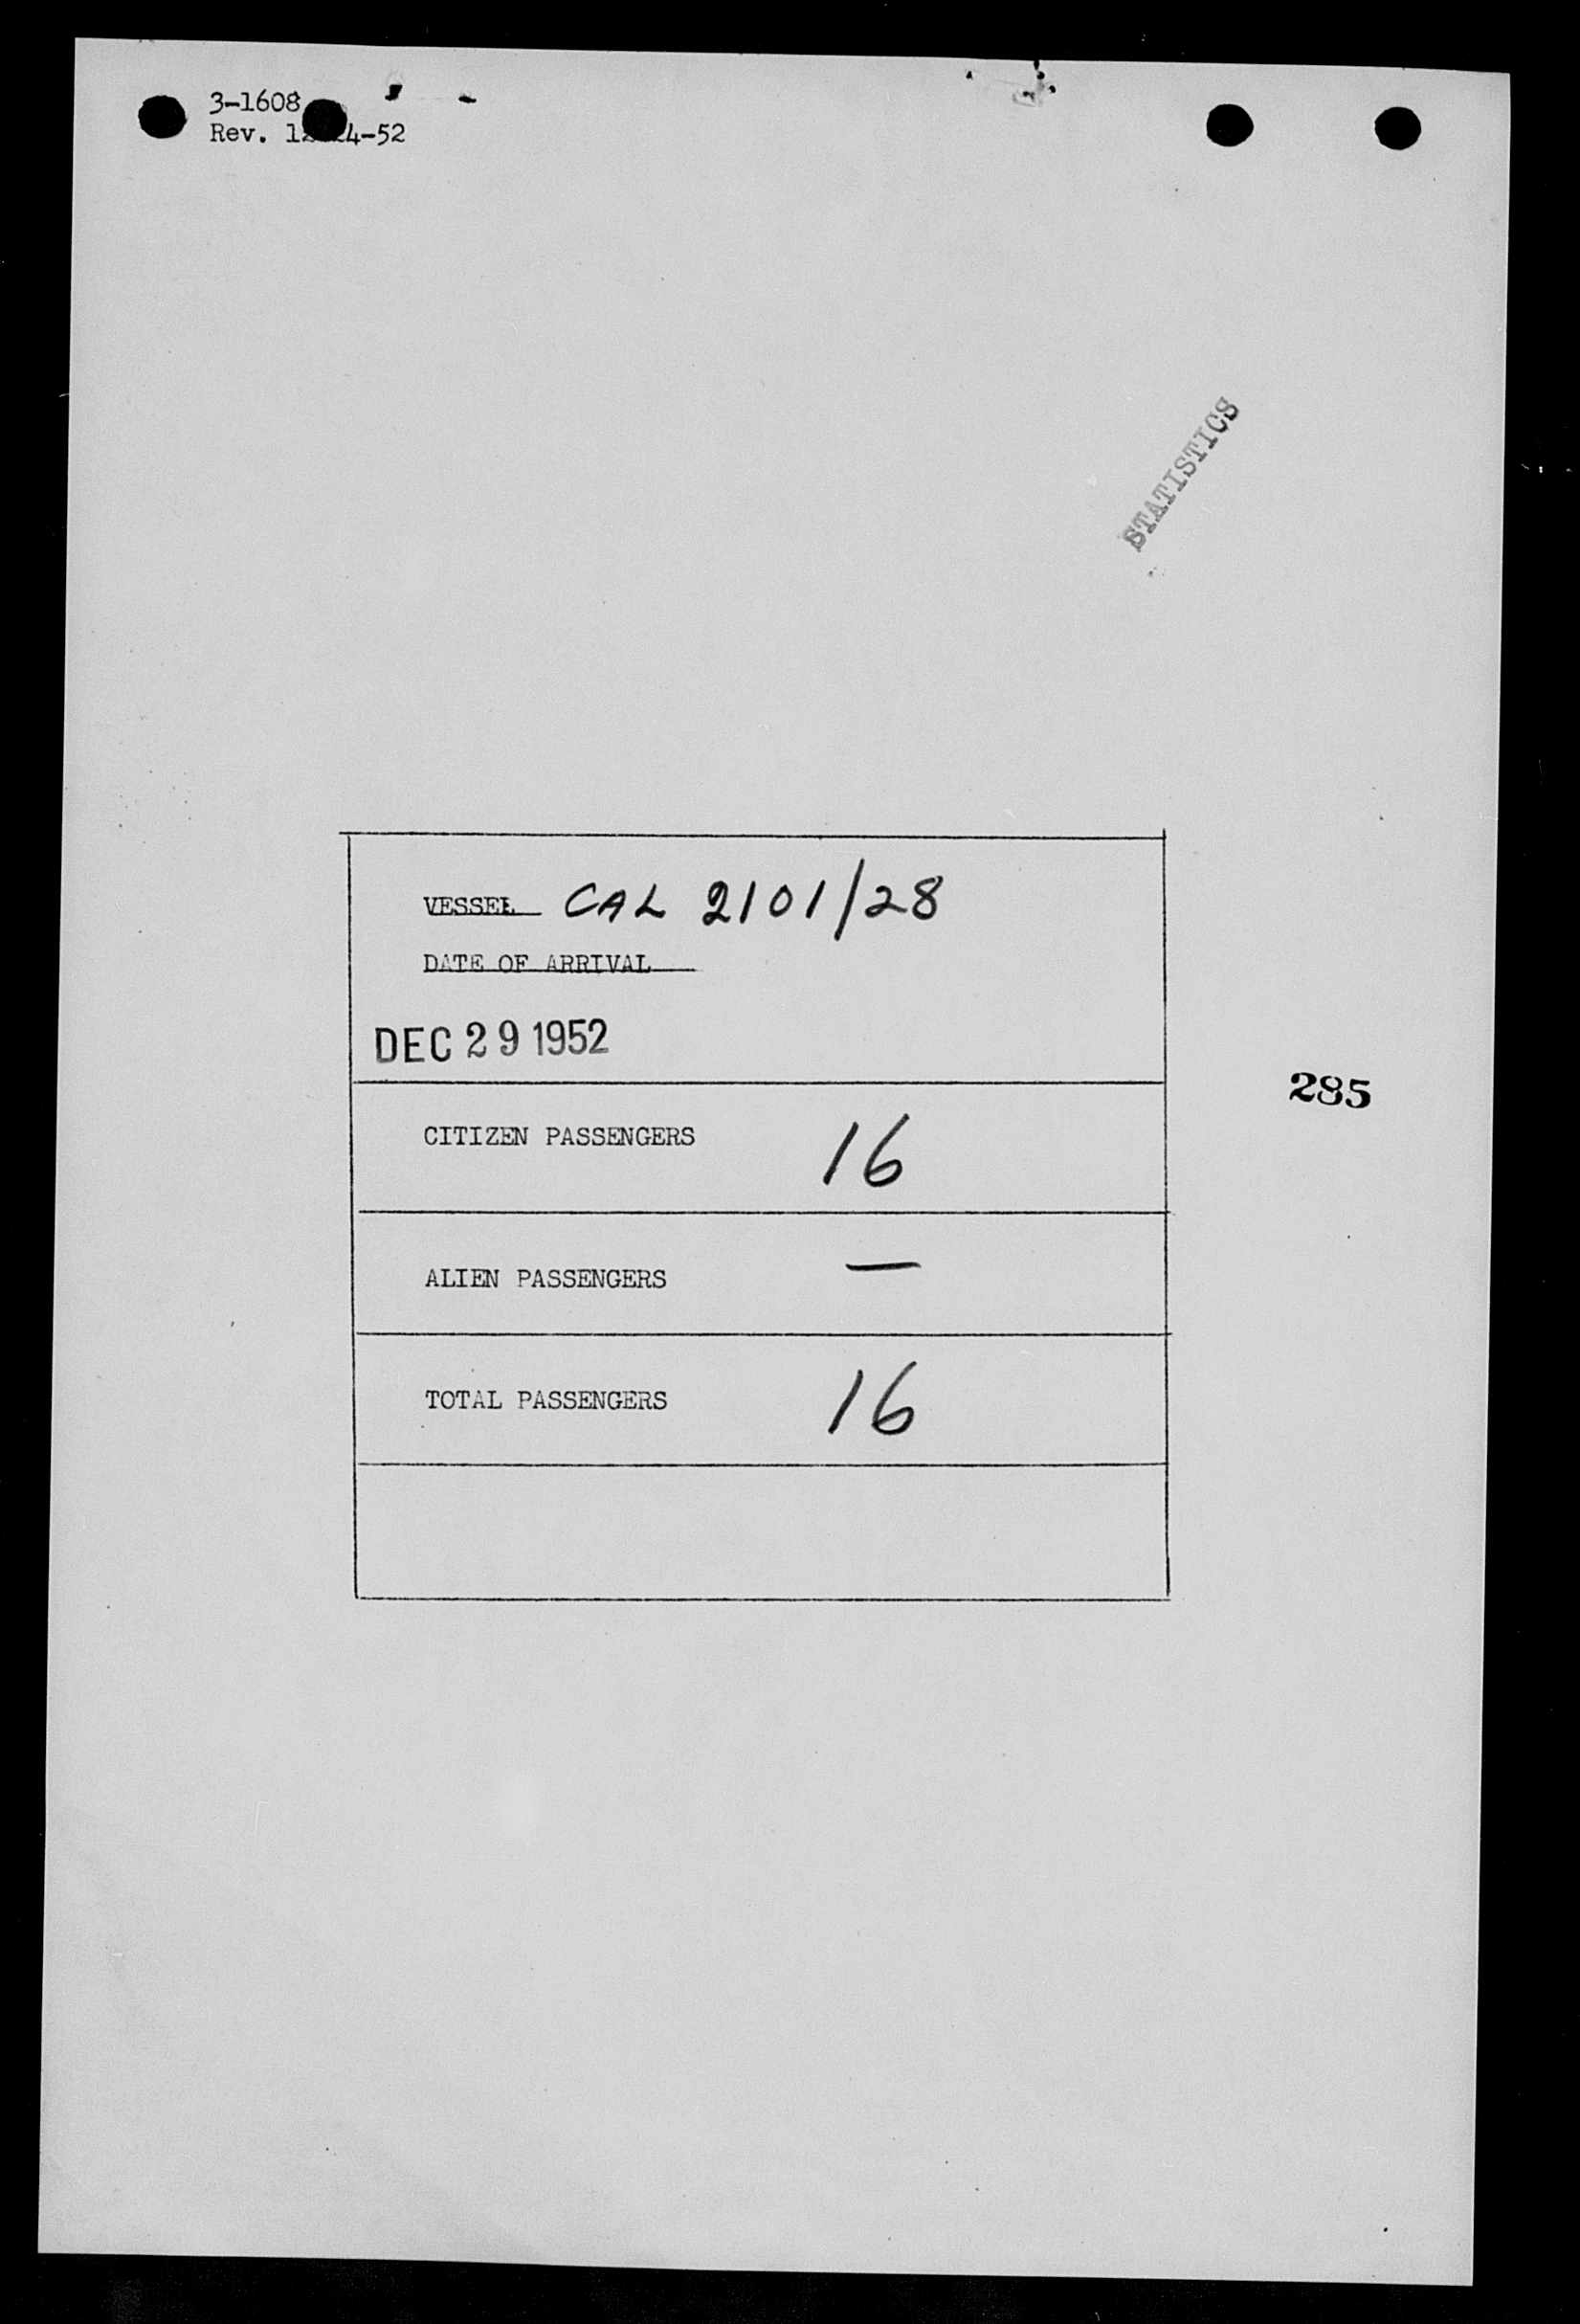 3-1608
Rev. 4-52
STATISTICS
VESSEL CAL 2101/28
DATE OF ARRIVAL
DEC 29 1952
285
CITIZEN PASSENGERS 16
ALIEN PASSENGERS —
TOTAL PASSENGERS 16